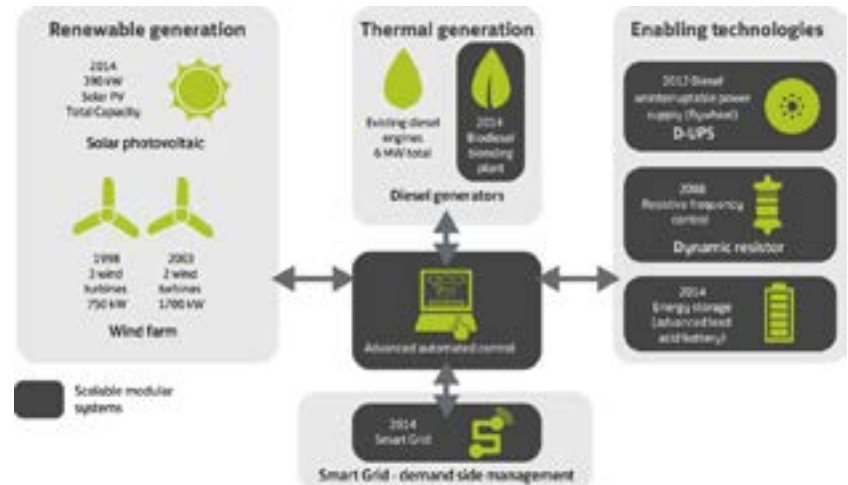 Renewable generation
2014
390 kW
Solar PV
Total Capacity
Solar photovoltaic
1998
3 wind
turbines
750 kW
2003
2 wind
turbines
1700 kW
Wind farm
Thermal generation
Existing diesel
engines
6 MW total
2014
Biodiesel
blending
plant
Diesel generators
Enabling technologies
2012 Diesel
uninterruptable power
supply (flywheel)
D-UPS
Resistive frequency
control
Dynamic resistor
2014
Energy storage
(advanced lead
acid battery)
Advanced automated control
Scalable modular
systems
2014
Smart Grid
Smart Grid - demand side management